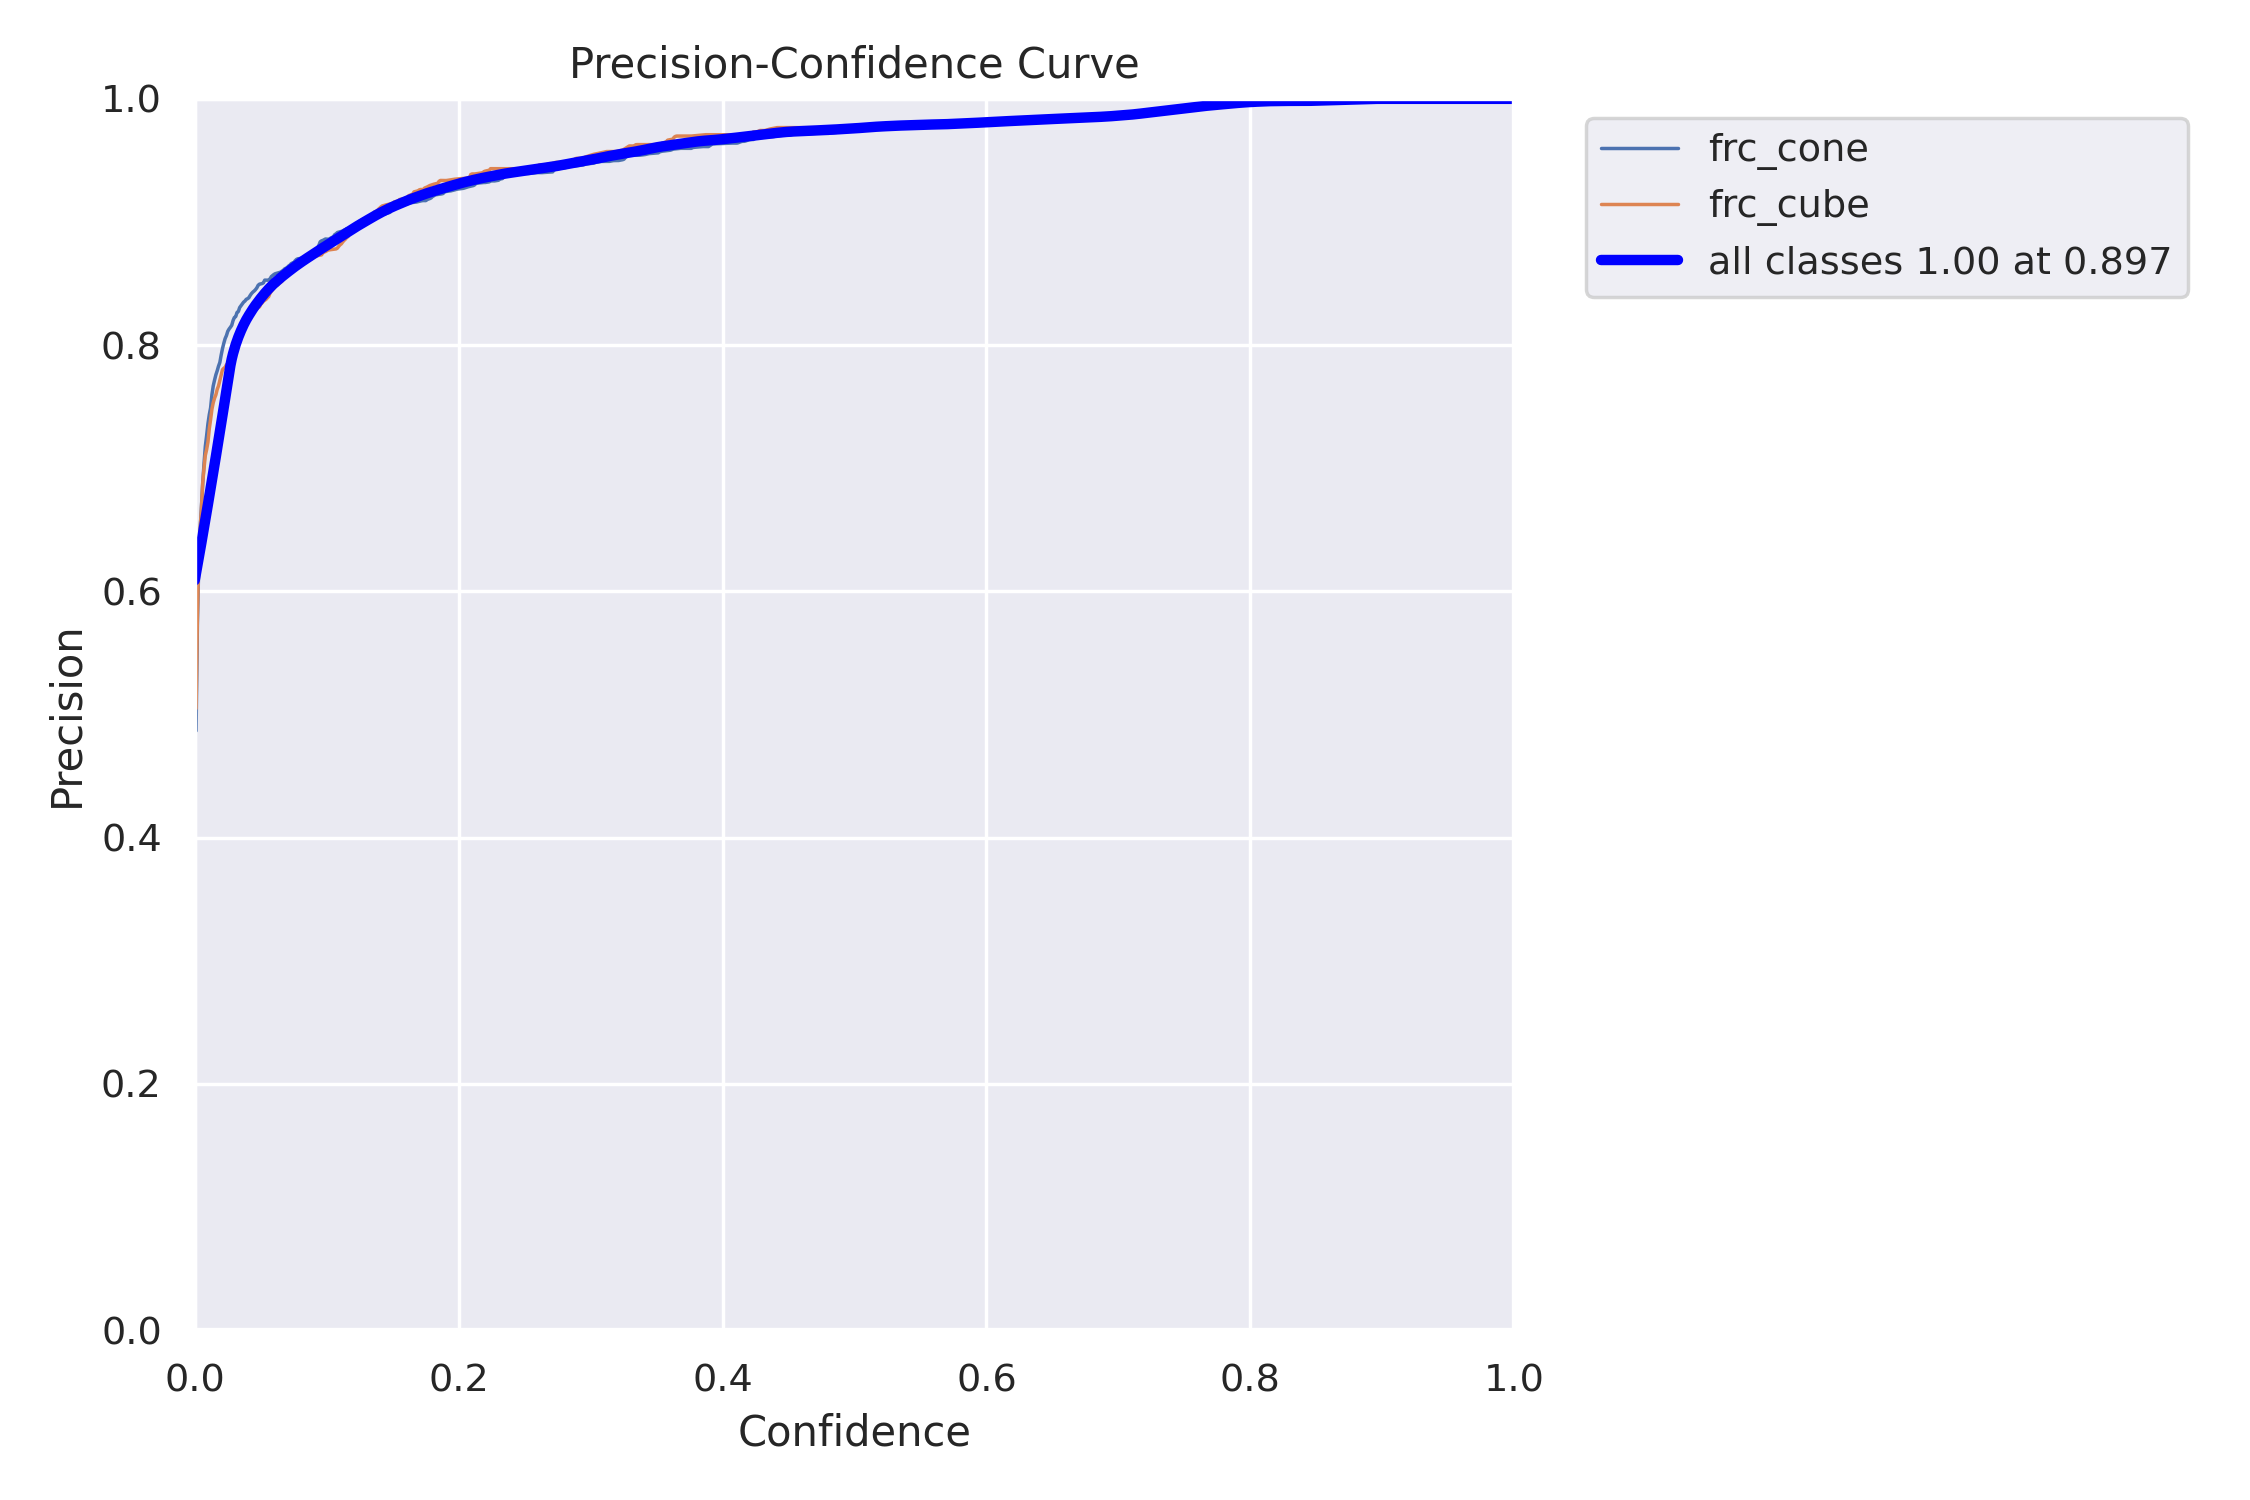 Precision-Confidence Curve
1.0
0.8
0.6
0.4
0.2
0.0
Precision
0.0 0.2 0.4 0.6 0.8 1.0
Confidence
frc_cone
frc_cube
all classes 1.00 at 0.897